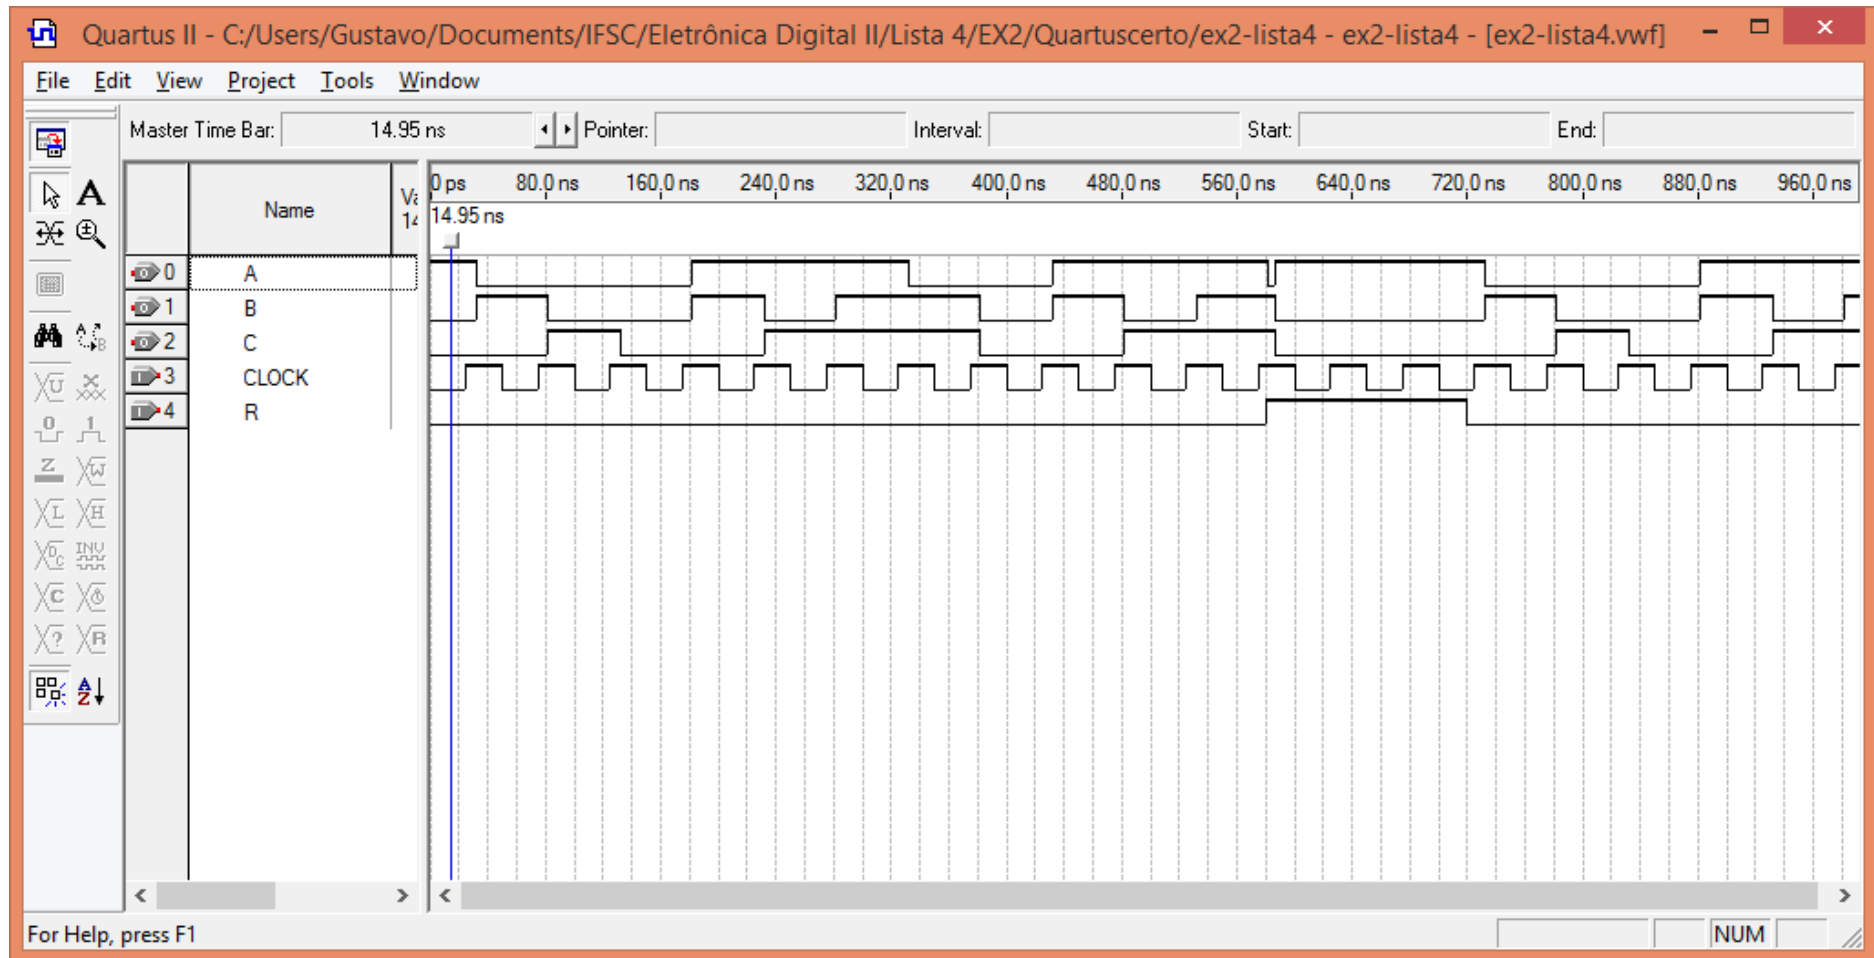 Quartus II - C:/Users/Gustavo/Documents/IFSC/Eletrônica Digital II/Lista 4/EX2/Quartuscerto/ex2-lista4 - ex2-lista4 - [ex2-lista4.vwf]
File Edit View Project Tools Window
Master Time Bar: 14.95 ns Pointer: Interval: Start: End:
Name
Va
14
0 ps 80.0 ns 160.0 ns 240.0 ns 320.0 ns 400.0 ns 480.0 ns 560.0 ns 640.0 ns 720.0 ns 800.0 ns 880.0 ns 960.0 ns
14.95 ns
0 A
1 B
2 C
3 CLOCK
4 R
For Help, press F1
NUM